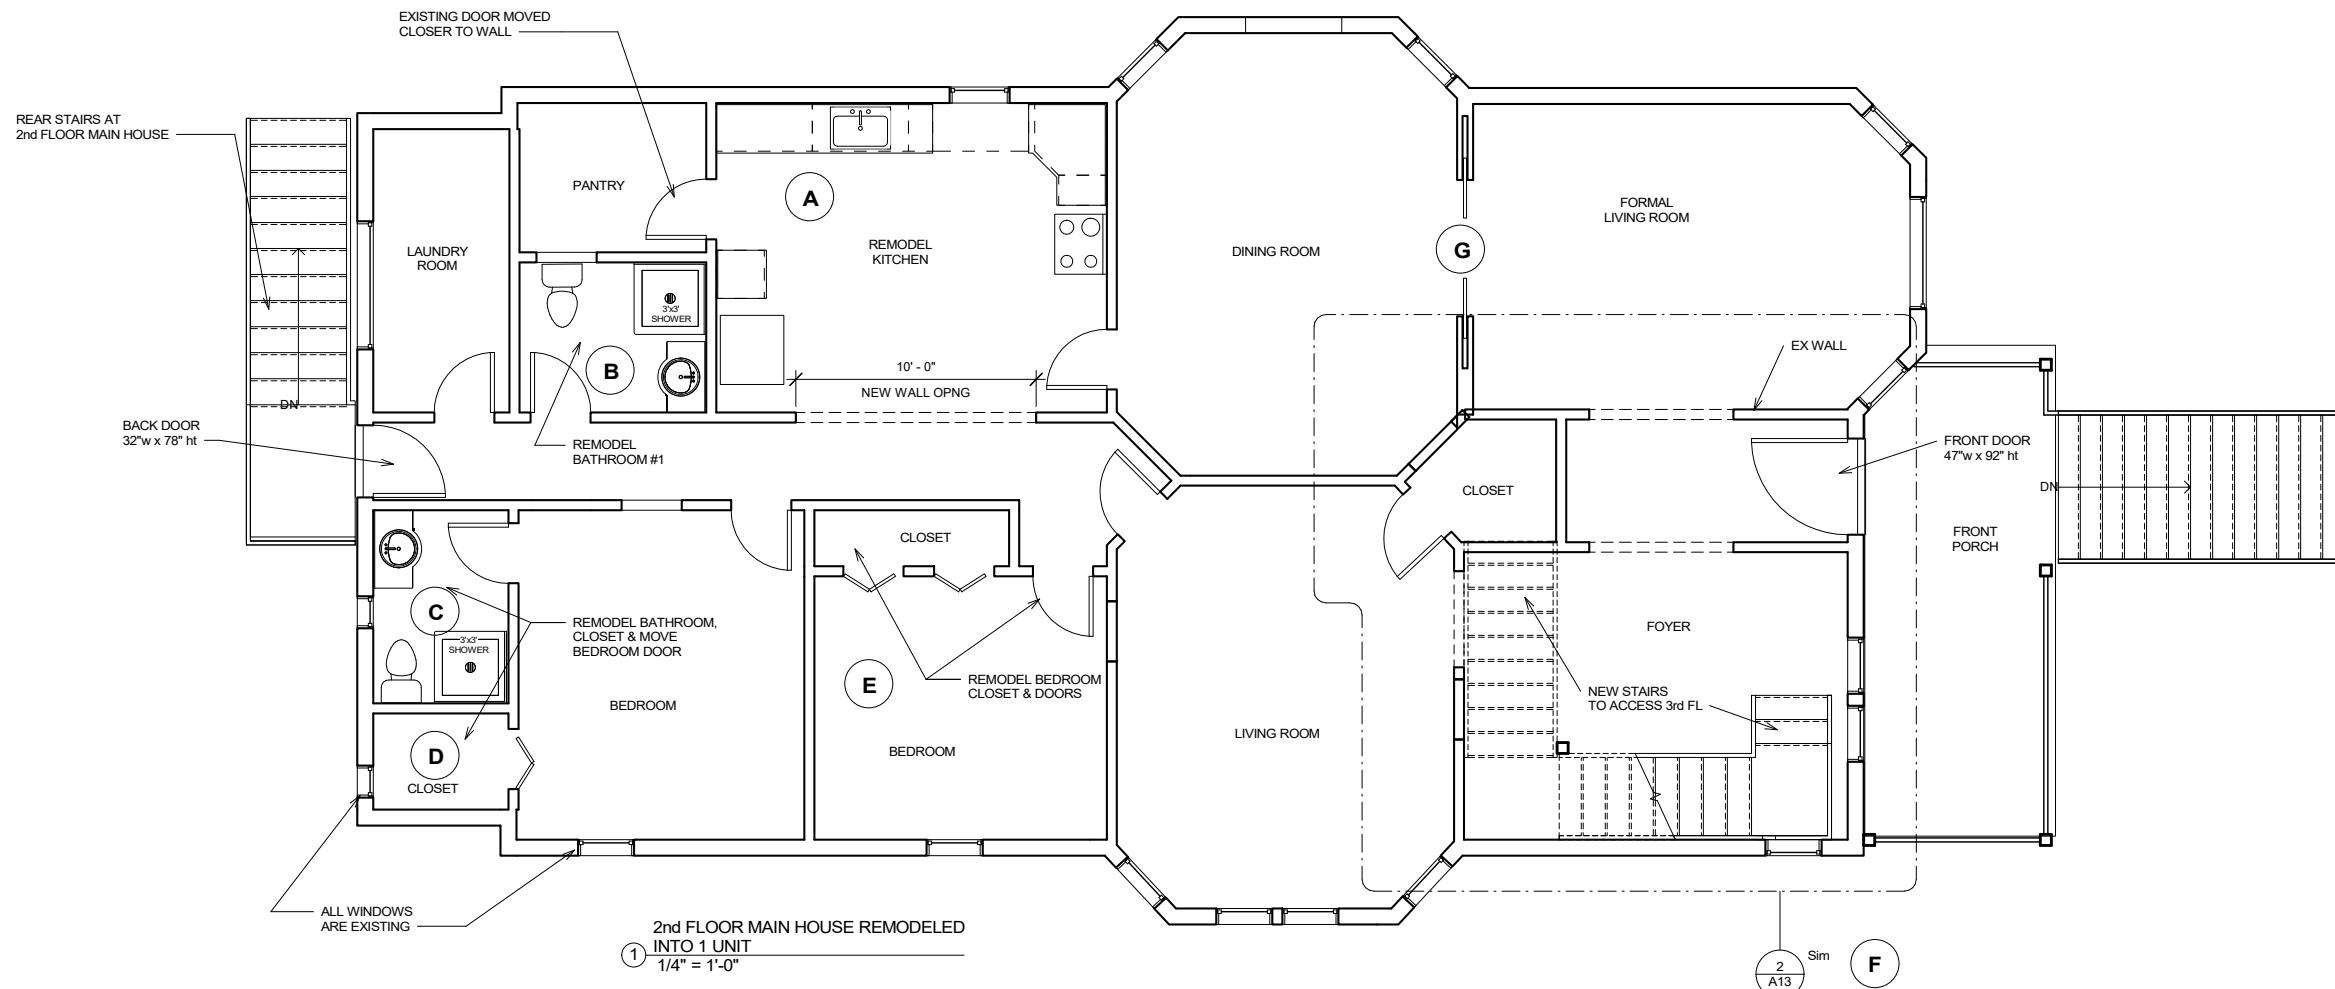 EXISTING DOOR MOVED
CLOSER TO WALL
REAR STAIRS AT
2nd FLOOR MAIN HOUSE
PANTRY
A
LAUNDRY
ROOM
REMODEL
KITCHEN
DINING ROOM
G
FORMAL
LIVING ROOM
3'x3'
SHOWER
B
10' - 0"
NEW WALL OPNG
EX WALL
DN
BACK DOOR
32"w x 78" ht
REMODEL
BATHROOM #1
FRONT DOOR
47"w x 92" ht
DN
CLOSET
CLOSET
FRONT
PORCH
C
3'x3'
SHOWER
REMODEL BATHROOM,
CLOSET & MOVE
BEDROOM DOOR
FOYER
E
REMODEL BEDROOM
CLOSET & DOORS
NEW STAIRS
TO ACCESS 3rd FL
BEDROOM
D
CLOSET
BEDROOM
LIVING ROOM
ALL WINDOWS
ARE EXISTING
2nd FLOOR MAIN HOUSE REMODELED
INTO 1 UNIT
1
1/4" = 1'-0"
Sim
2
A13
F